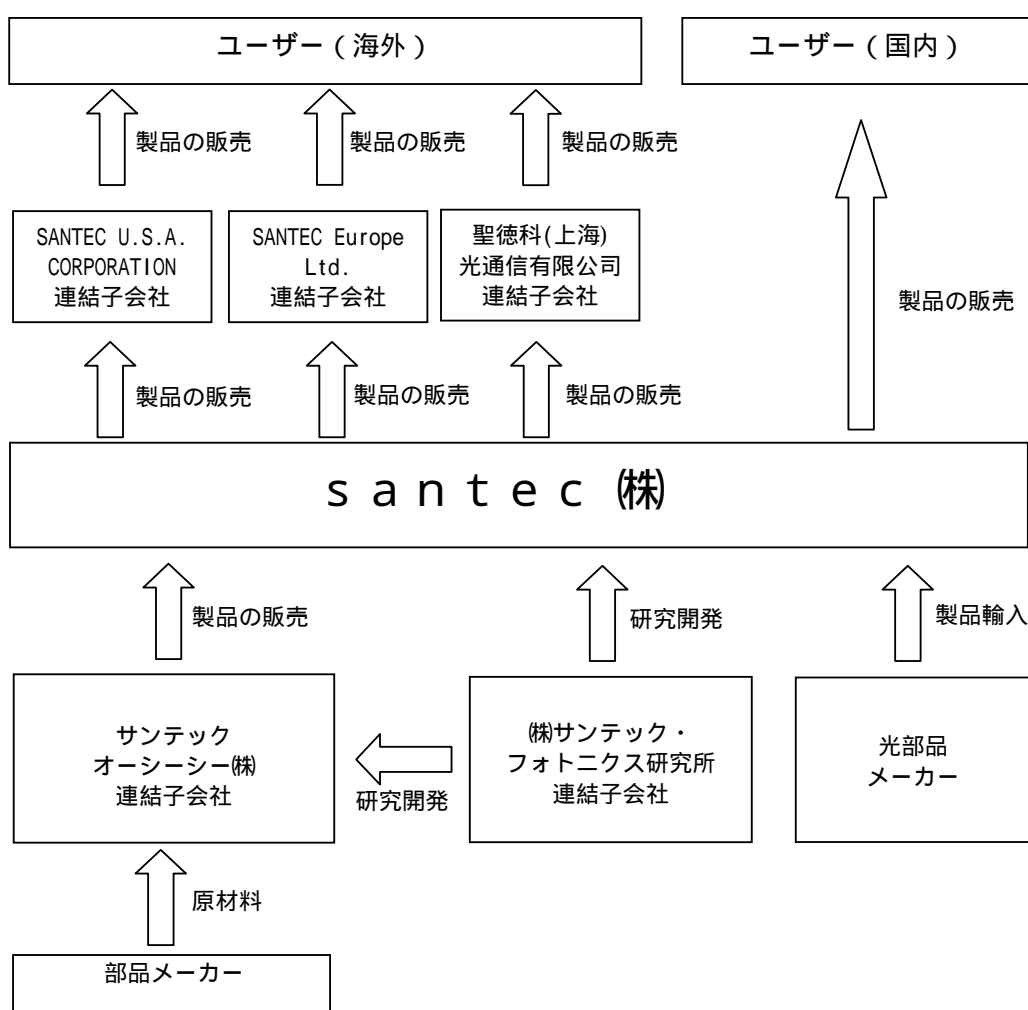 ユーザー(海外)
ユーザー(国内)
製品の販売
製品の販売
製品の販売
SANTEC U.S.A.
CORPORATION
連結子会社
SANTEC Europe
Ltd.
連結子会社
聖徳科(上海)
光通信有限公司
連結子会社
製品の販売
製品の販売
製品の販売
製品の販売
santec㈱
製品の販売
研究開発
製品輸入
サンテック
オーシーシー㈱
連結子会社
研究開発
㈱サンテック・
フォトニクス研究所
連結子会社
光部品
メーカー
原材料
部品メーカー